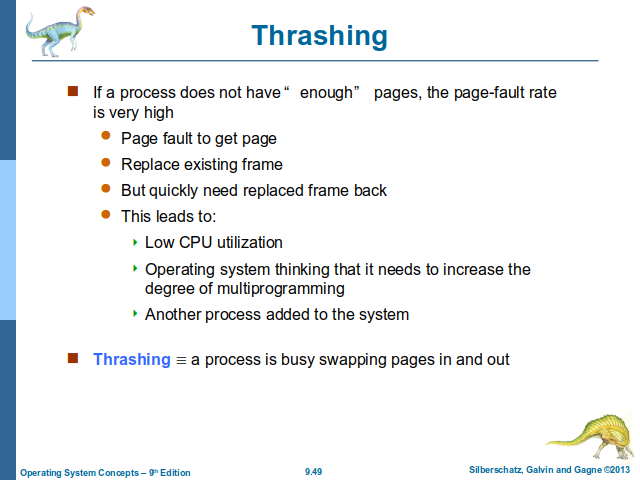 Thrashing
If a process does not have “ enough” pages, the page-fault rate
is very high
Page fault to get page
Replace existing frame
But quickly need replaced frame back
This leads to:
Low CPU utilization
Operating system thinking that it needs to increase the
degree of multiprogramming
Another process added to the system
Thrashing ≡ a process is busy swapping pages in and out
Operating System Concepts – 9th Edition
9.49
Silberschatz, Galvin and Gagne ©2013